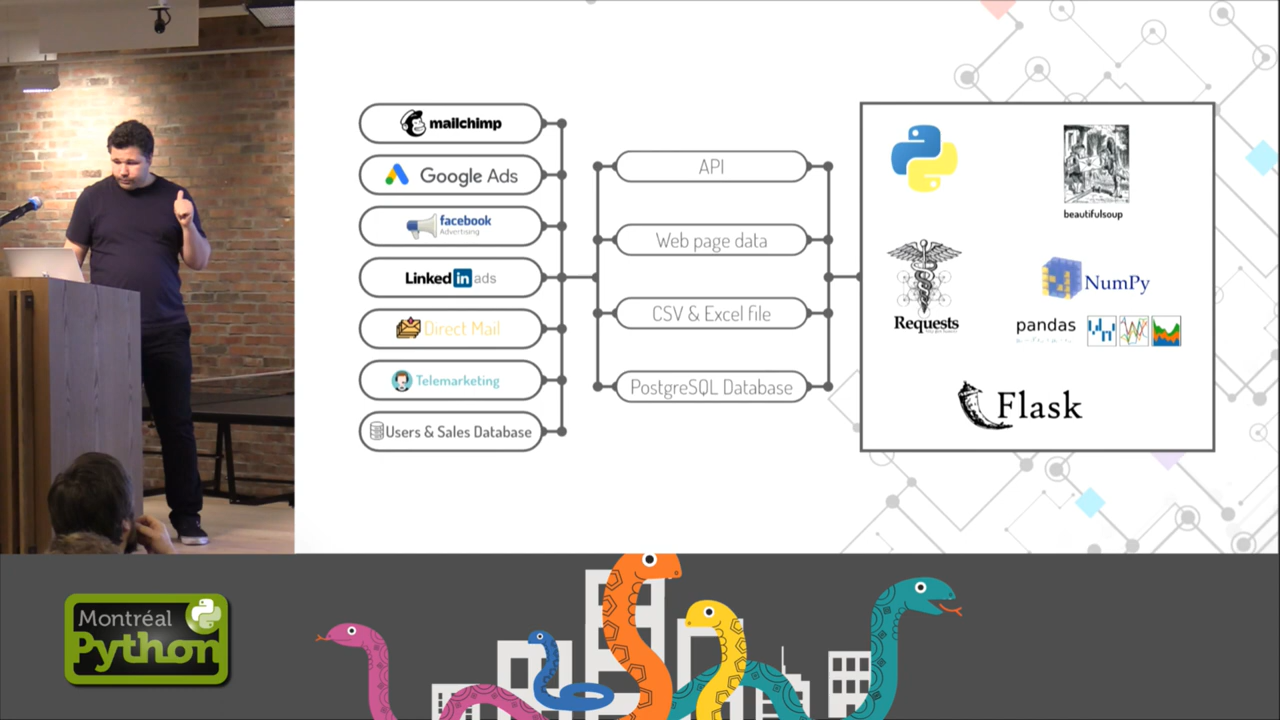 mailchimp
Google Ads
facebook
Advertising
Linked in ads
Direct Mail
Telemarketing
Users & Sales Database
API
Web page data
CSV & Excel file
PostgreSQL Database
beautifulsoup
Requests
NumPy
pandas
Flask
Montréal
Python